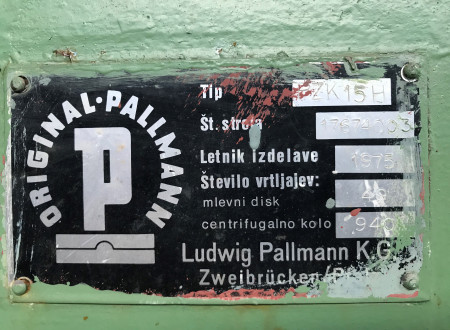 ORIGINAL·PALLMANN
P
Tip ZK15H
Št. stroja
Letnik izdelave 1975
Število vrtljajev:
mlevni disk
centrifugalno kolo 940
Ludwig Pallmann K.G.
Zweibrücken